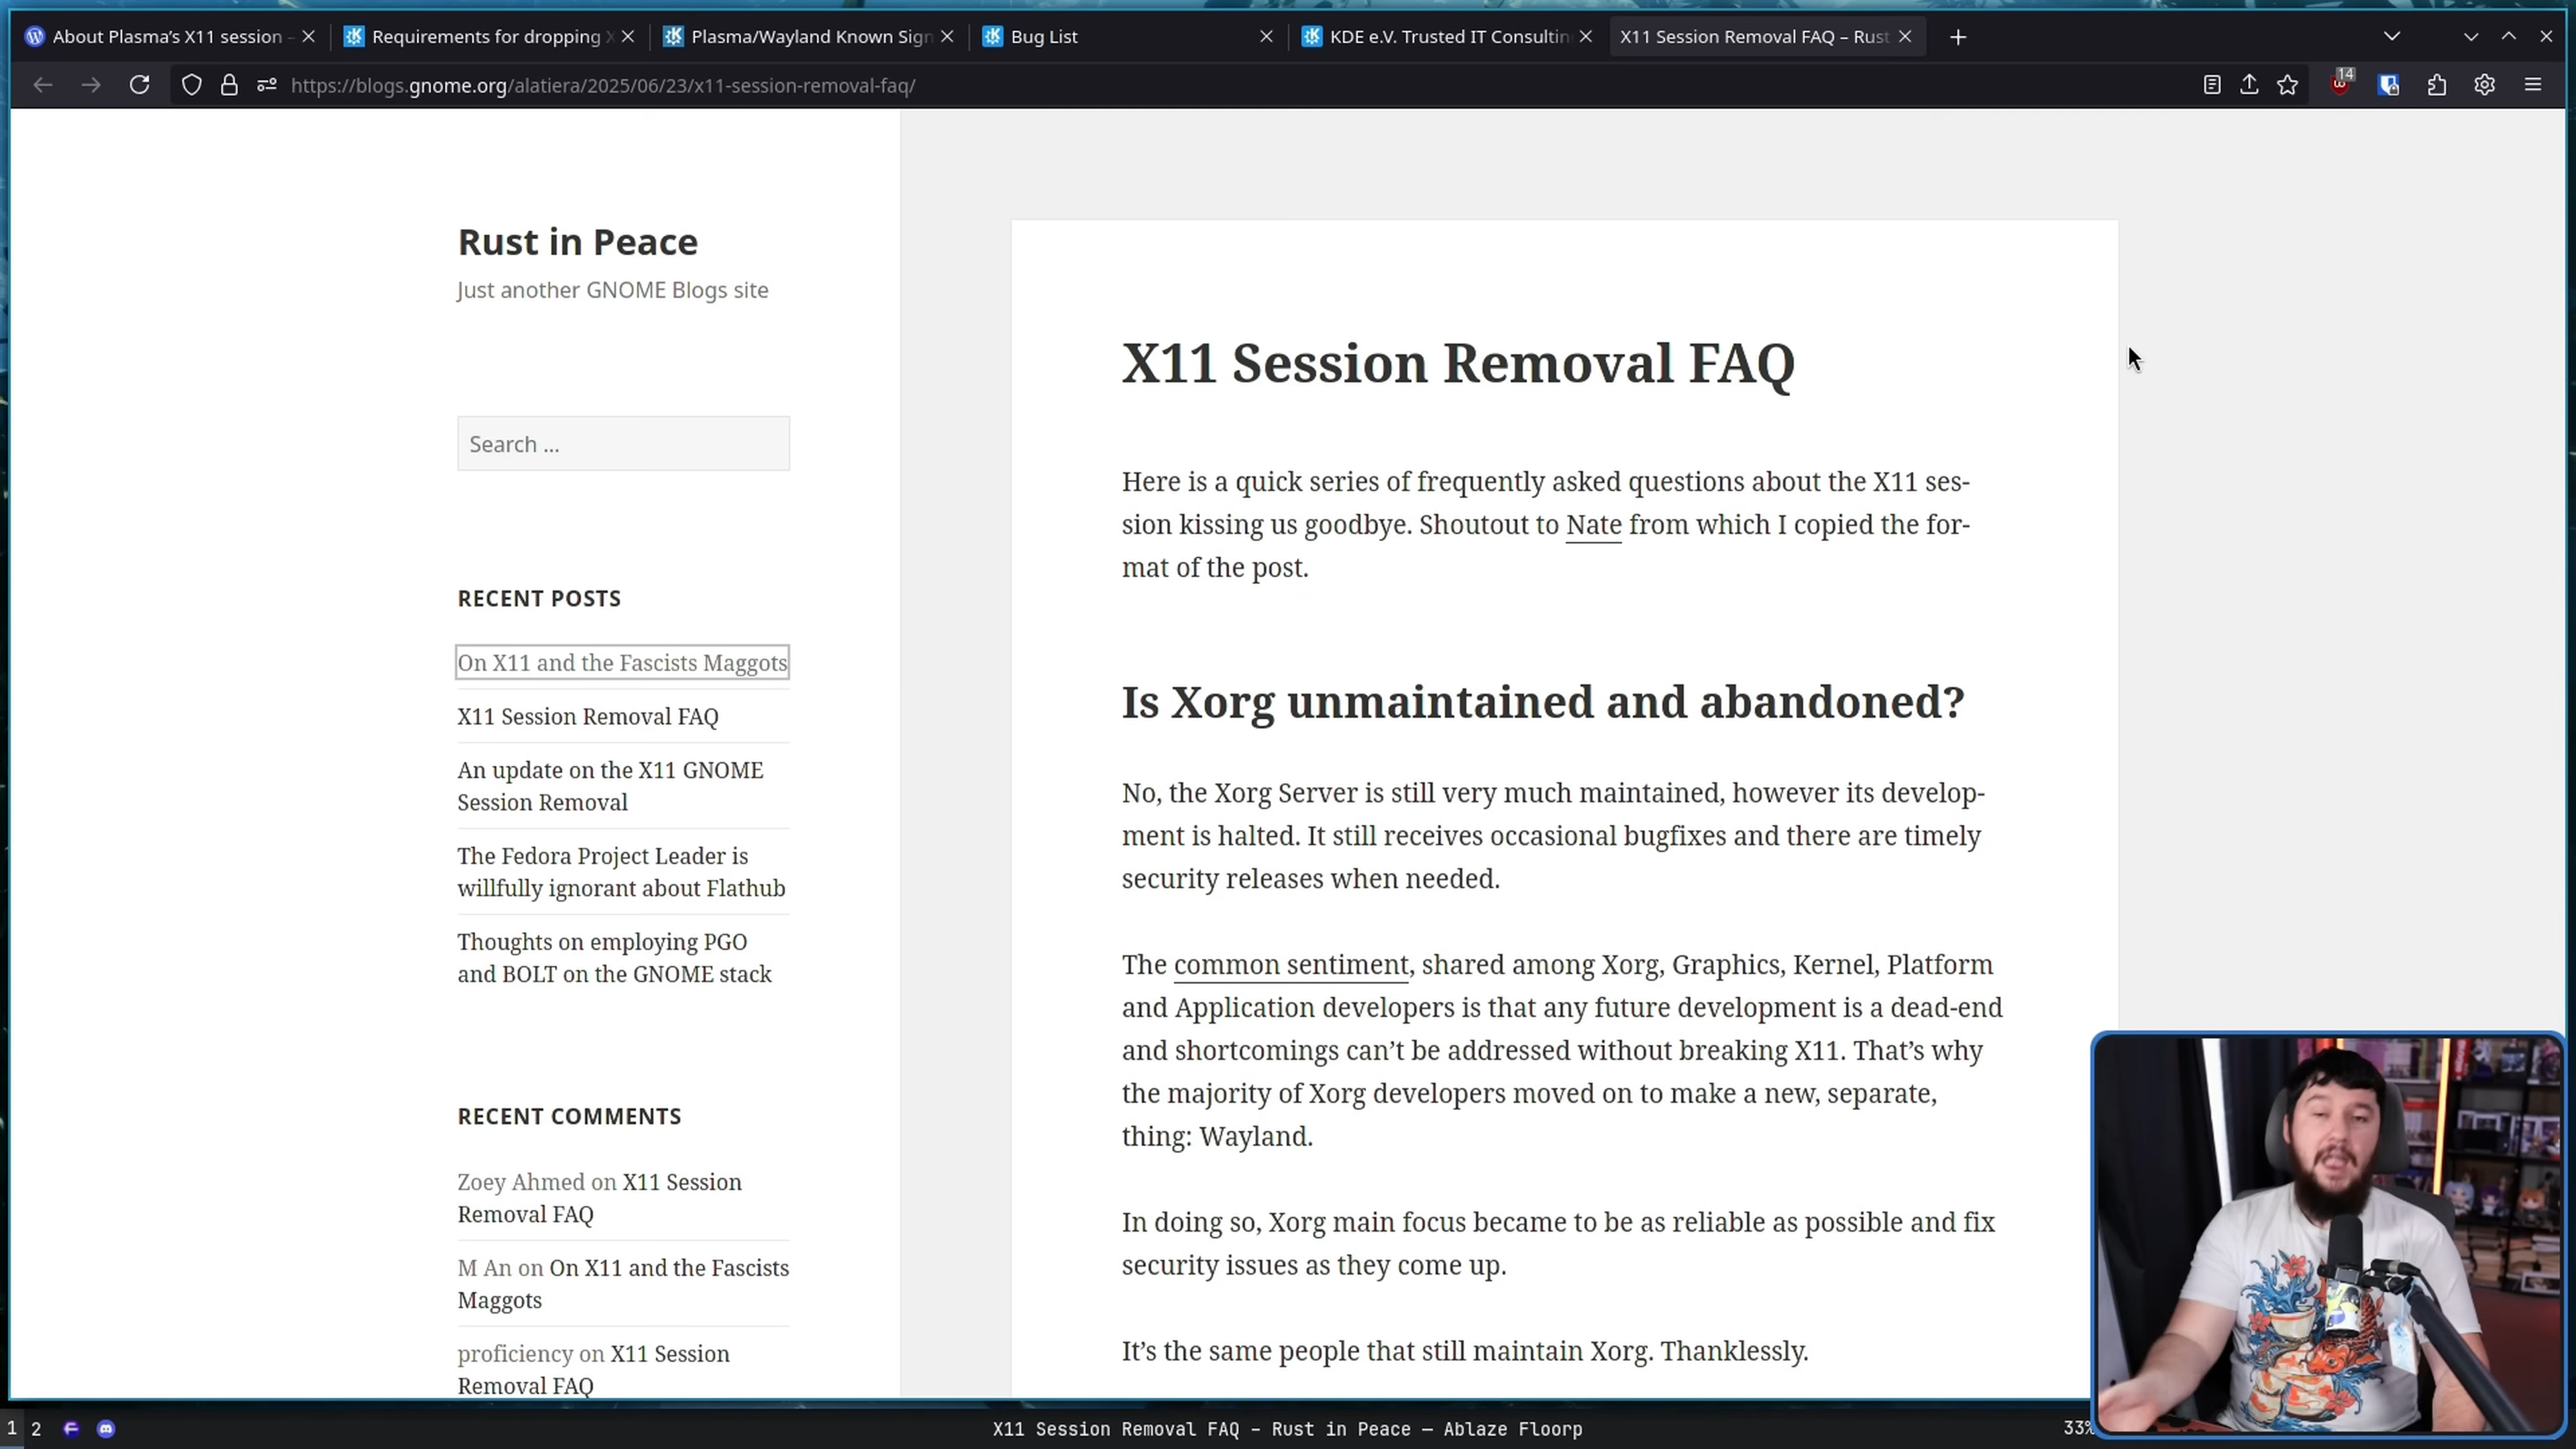 About Plasma’s X11 session –
Requirements for dropping X
Plasma/Wayland Known Sign
Bug List
KDE e.V. Trusted IT Consultin
X11 Session Removal FAQ – Rust
https://blogs.gnome.org/alatiera/2025/06/23/x11-session-removal-faq/
14
Rust in Peace
Just another GNOME Blogs site
Search ...
RECENT POSTS
On X11 and the Fascists Maggots
X11 Session Removal FAQ
An update on the X11 GNOME
Session Removal
The Fedora Project Leader is
willfully ignorant about Flathub
Thoughts on employing PGO
and BOLT on the GNOME stack
RECENT COMMENTS
Zoey Ahmed on X11 Session
Removal FAQ
M An on On X11 and the Fascists
Maggots
proficiency on X11 Session
Removal FAQ
X11 Session Removal FAQ
Here is a quick series of frequently asked questions about the X11 ses-
sion kissing us goodbye. Shoutout to Nate from which I copied the for-
mat of the post.
Is Xorg unmaintained and abandoned?
No, the Xorg Server is still very much maintained, however its develop-
ment is halted. It still receives occasional bugfixes and there are timely
security releases when needed.
The common sentiment, shared among Xorg, Graphics, Kernel, Platform
and Application developers is that any future development is a dead-end
and shortcomings can’t be addressed without breaking X11. That’s why
the majority of Xorg developers moved on to make a new, separate,
thing: Wayland.
In doing so, Xorg main focus became to be as reliable as possible and fix
security issues as they come up.
It’s the same people that still maintain Xorg. Thanklessly.
1 2
X11 Session Removal FAQ – Rust in Peace — Ablaze Floorp
33%